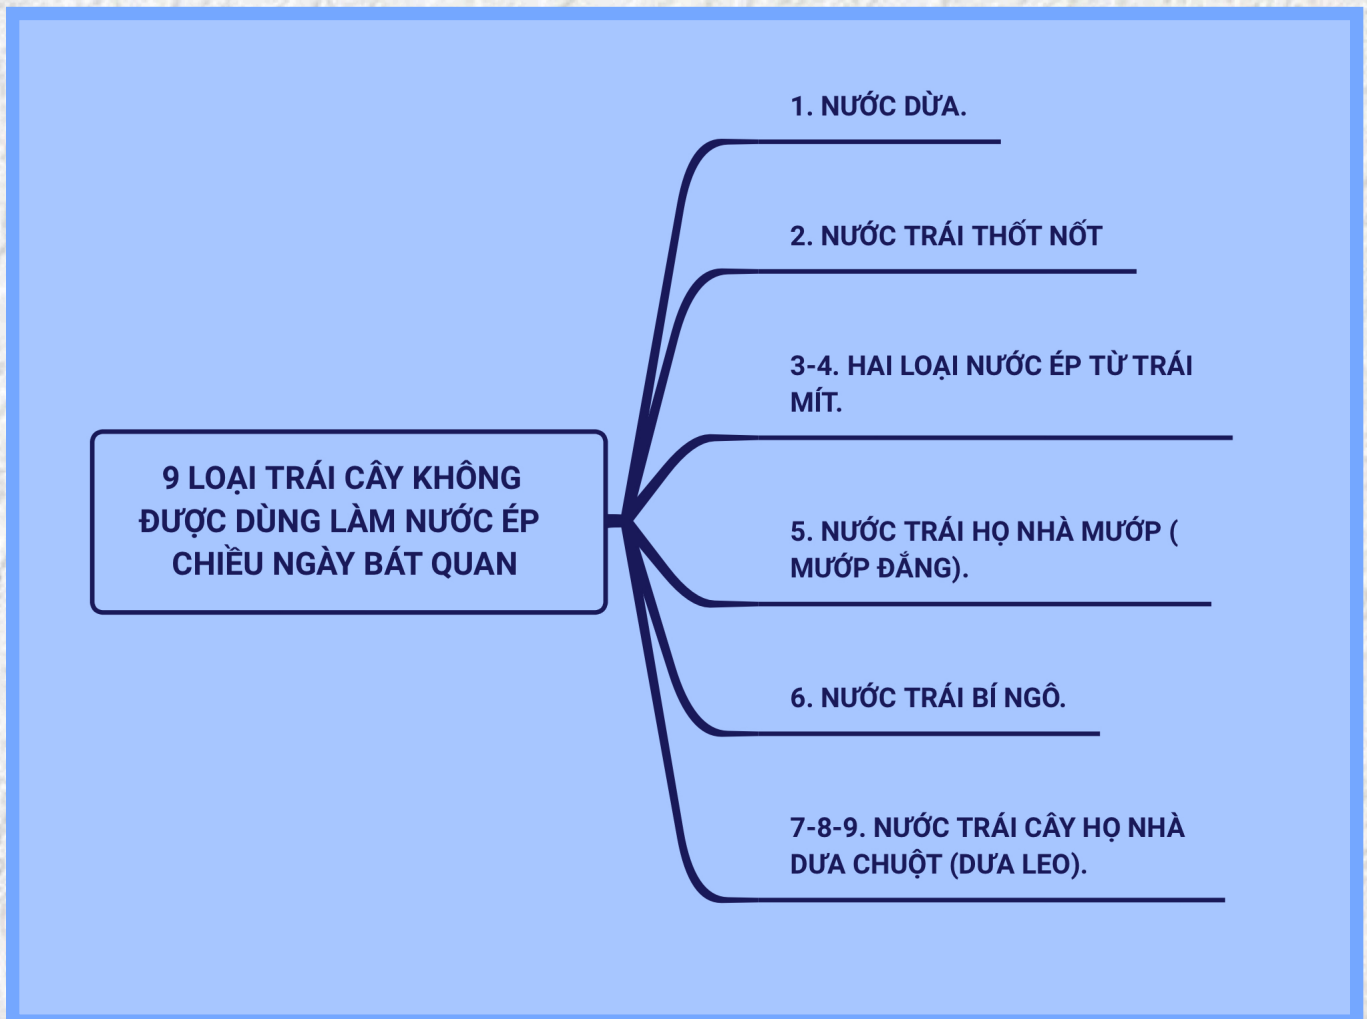 9 LOẠI TRÁI CÂY KHÔNG
ĐƯỢC DÙNG LÀM NƯỚC ÉP
CHIỀU NGÀY BÁT QUAN
1. NƯỚC DỪA.
2. NƯỚC TRÁI THỐT NỐT
3-4. HAI LOẠI NƯỚC ÉP TỪ TRÁI
MÍT.
5. NƯỚC TRÁI HỌ NHÀ MƯỚP (
MƯỚP ĐẮNG).
6. NƯỚC TRÁI BÍ NGÔ.
7-8-9. NƯỚC TRÁI CÂY HỌ NHÀ
DƯA CHUỘT (DƯA LEO).